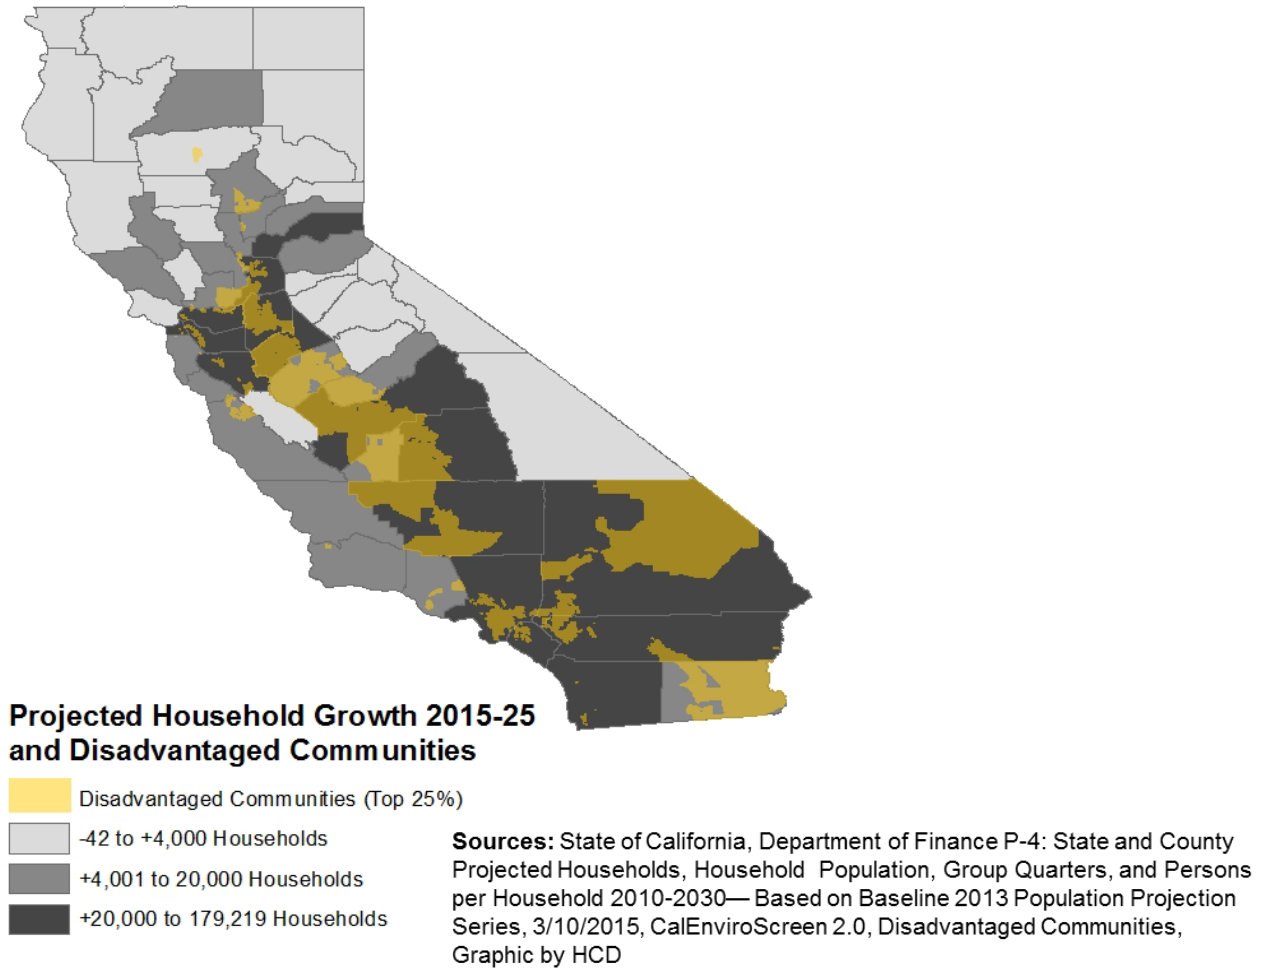 Projected Household Growth 2015-25
and Disadvantaged Communities
Disadvantaged Communities (Top 25%)
-42 to +4,000 Households
+4,001 to 20,000 Households
+20,000 to 179,219 Households
Sources: State of California, Department of Finance P-4: State and County
Projected Households, Household Population, Group Quarters, and Persons
per Household 2010-2030— Based on Baseline 2013 Population Projection
Series, 3/10/2015, CalEnviroScreen 2.0, Disadvantaged Communities,
Graphic by HCD